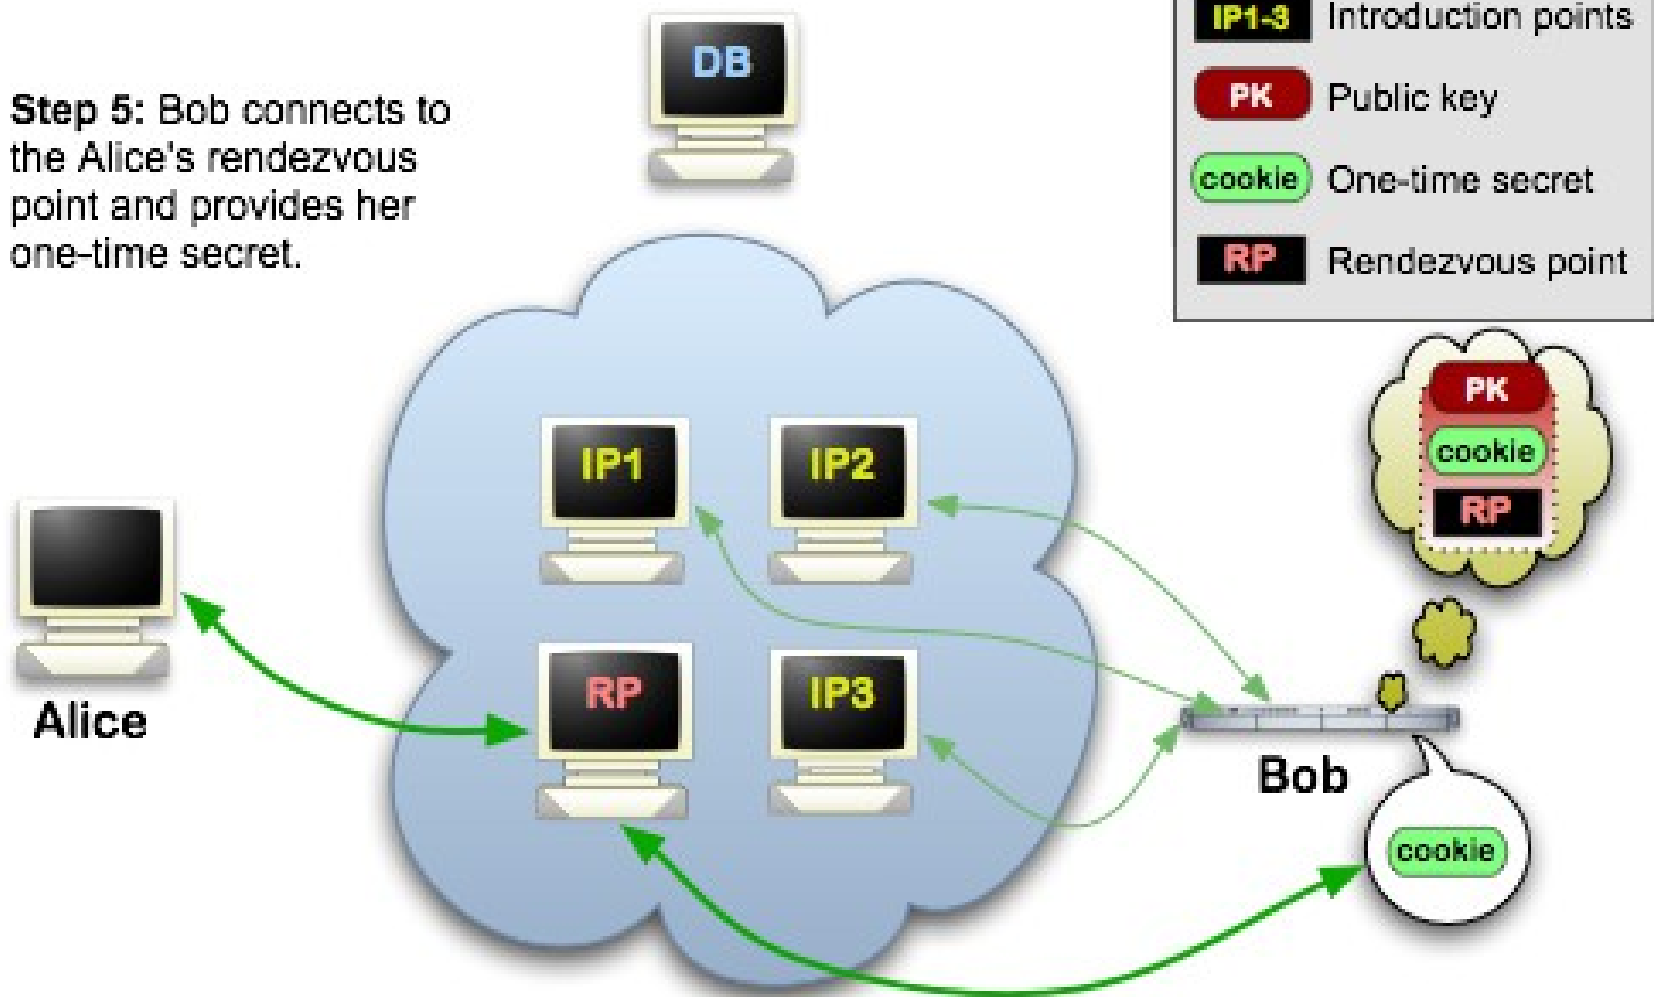 DB
Step 5: Bob connects to
the Alice's rendezvous
point and provides her
one-time secret.
IP1-3 Introduction points
PK Public key
cookie One-time secret
RP Rendezvous point
PK
cookie
RP
IP1
IP2
RP
IP3
Alice
Bob
cookie